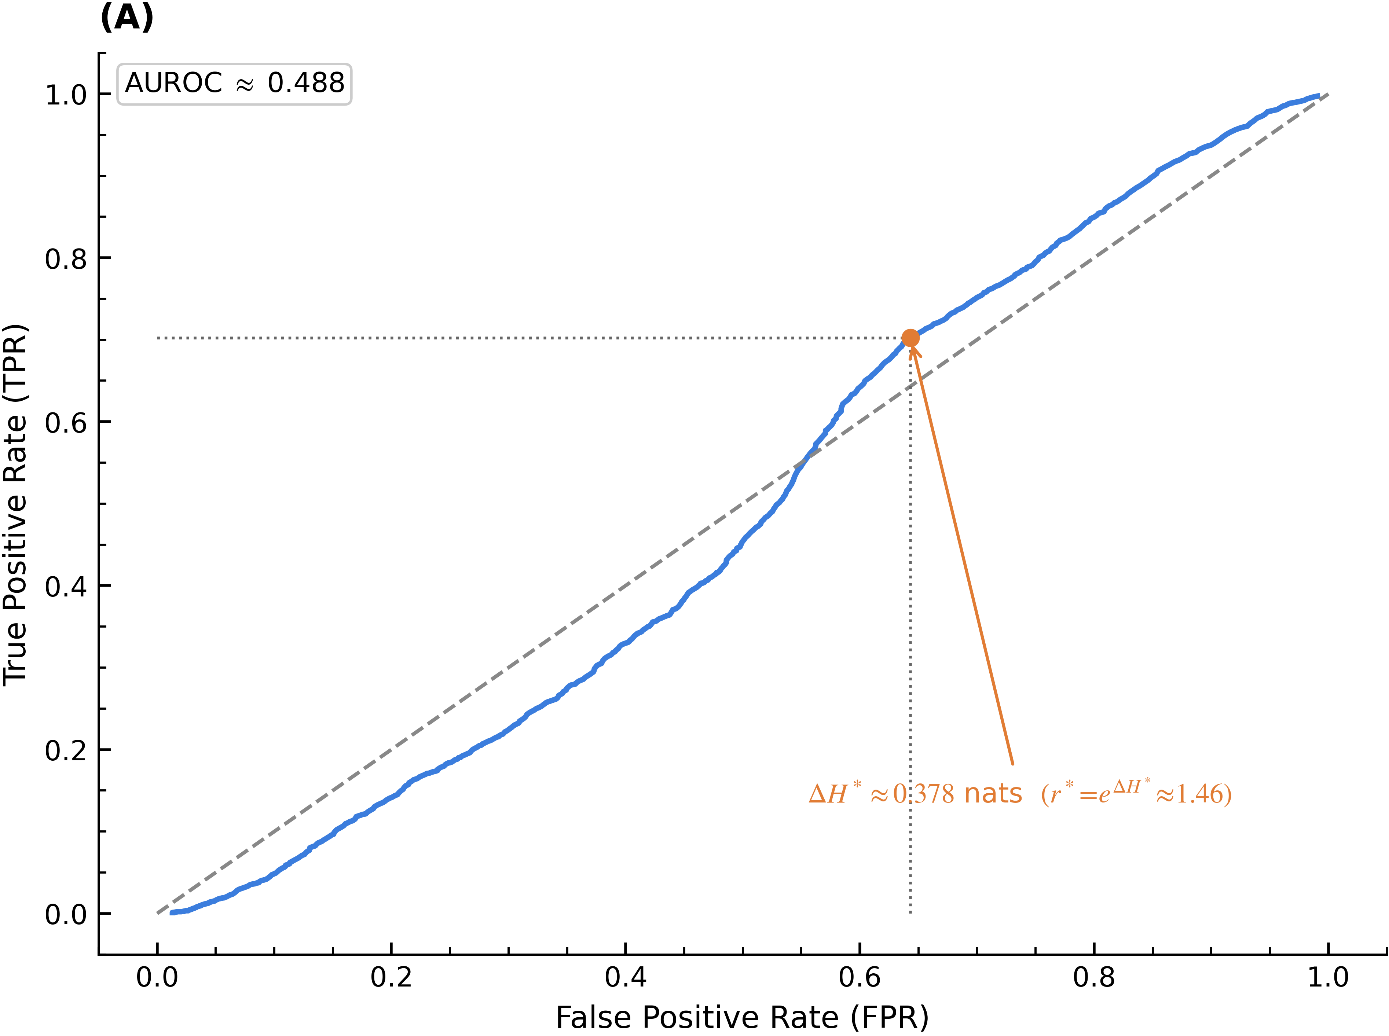 (A)
AUROC ≈ 0.488
1.0
0.8
0.6
0.4
0.2
0.0
True Positive Rate (TPR)
ΔH* ≈ 0.378 nats (r* = e^{ΔH*} ≈ 1.46)
0.0 0.2 0.4 0.6 0.8 1.0
False Positive Rate (FPR)